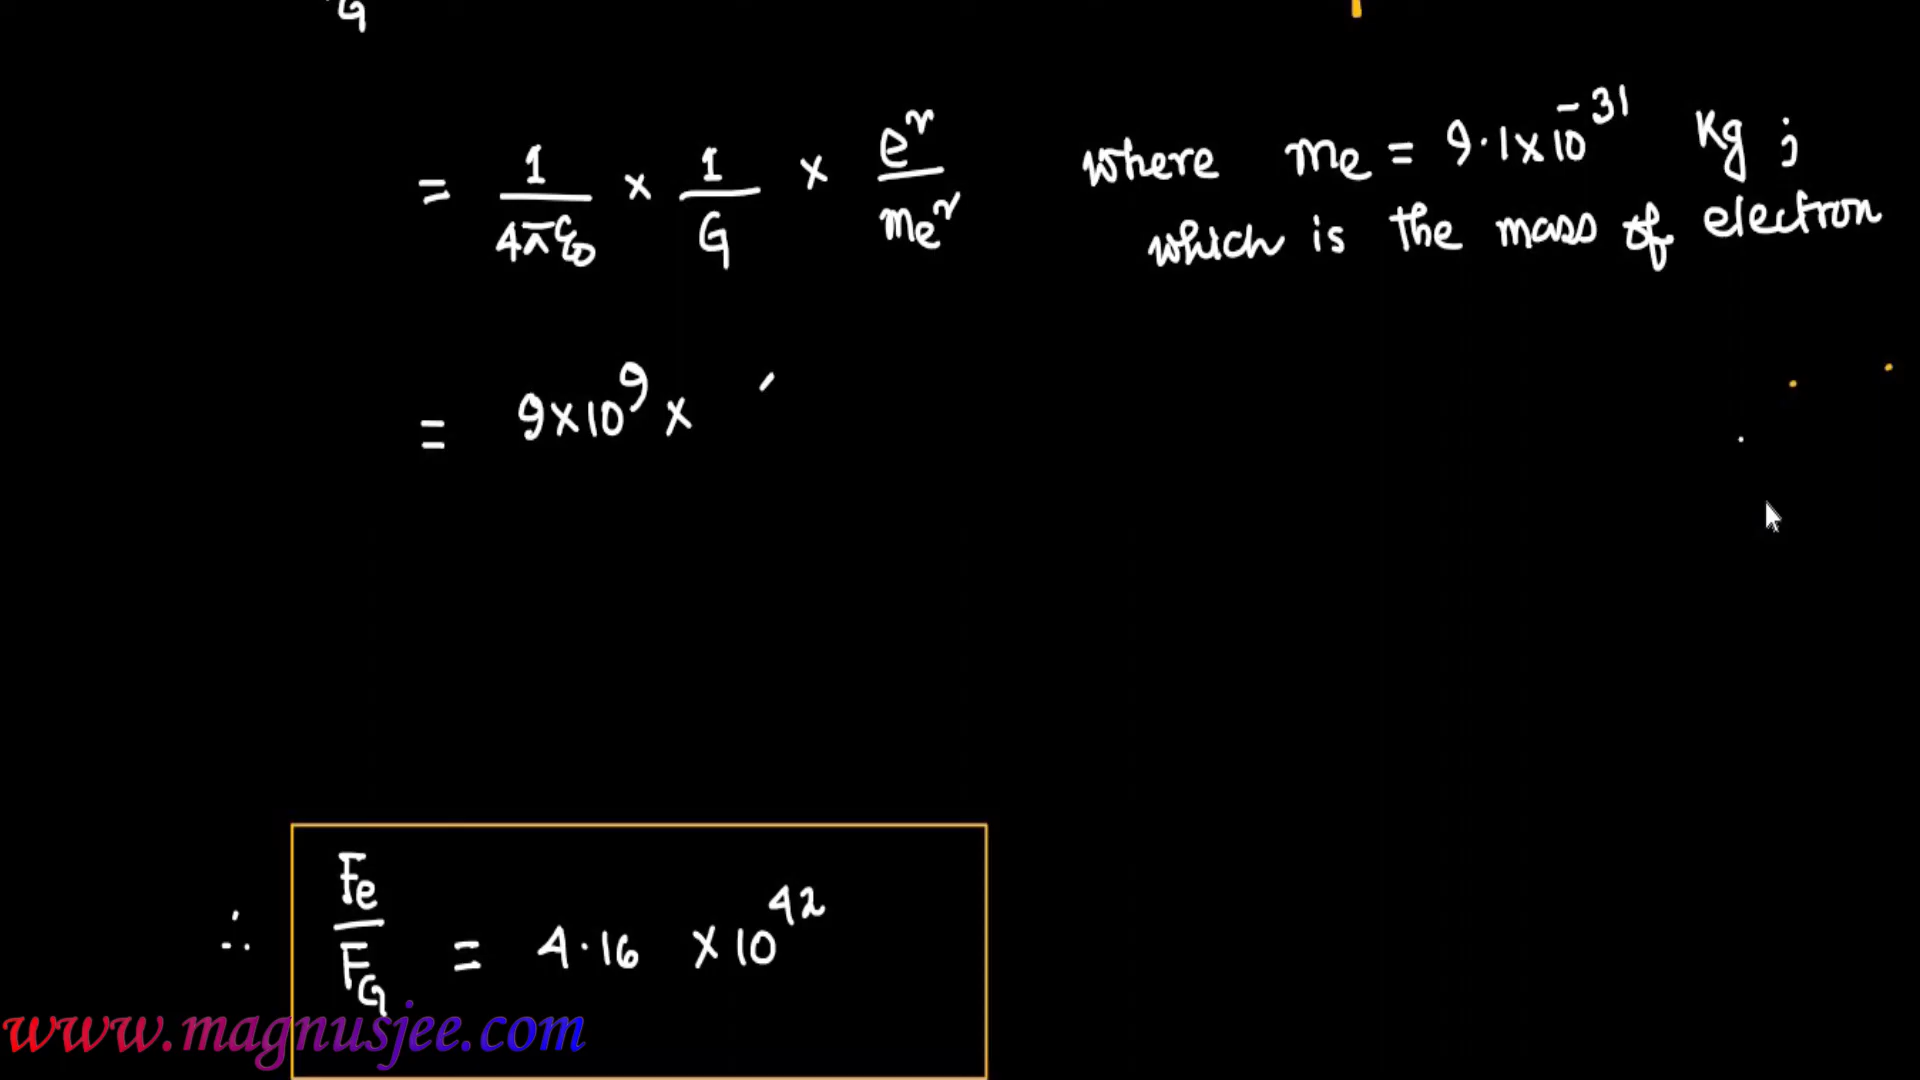 G
= 1/4πε₀ × 1/G × e²/me² where me = 9.1×10⁻³¹ Kg ;
which is the mass of electron
= 9×10⁹ ×
∴ Fe/FG = 4.16 ×10⁴²
www.magnusjee.com